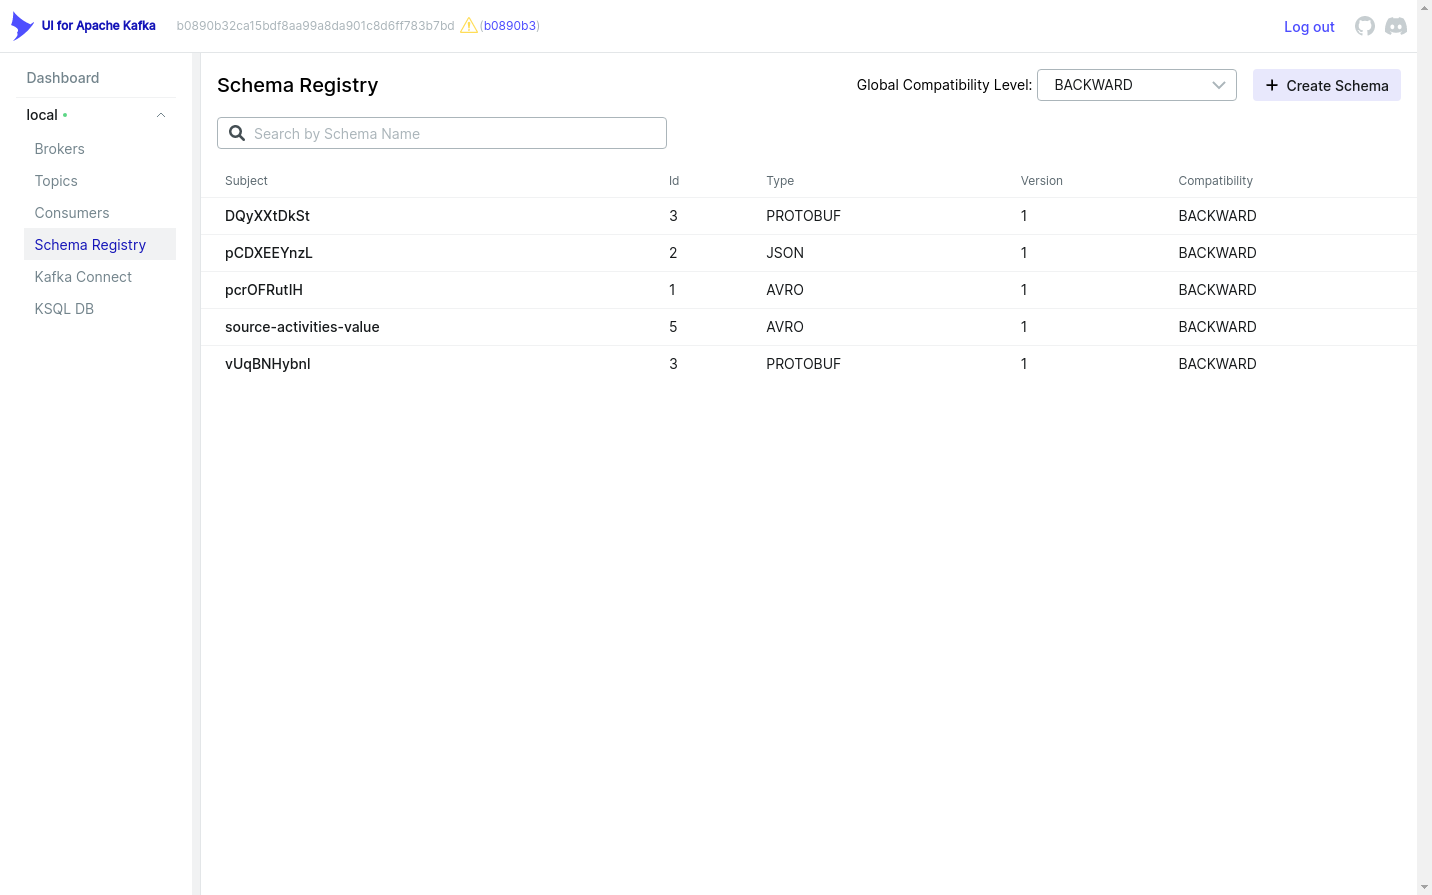 UI for Apache Kafka b0890b32ca15bdf8aa99a8da901c8d6ff783b7bd (b0890b3) Log out
Dashboard
local
Brokers
Topics
Consumers
Schema Registry
Kafka Connect
KSQL DB
Schema Registry Global Compatibility Level: BACKWARD Create Schema
Search by Schema Name
Subject Id Type Version Compatibility
DQyXXtDkSt 3 PROTOBUF 1 BACKWARD
pCDXEEYnzL 2 JSON 1 BACKWARD
pcrOFRutIH 1 AVRO 1 BACKWARD
source-activities-value 5 AVRO 1 BACKWARD
vUqBNHybnI 3 PROTOBUF 1 BACKWARD